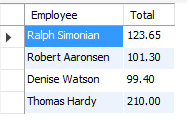 Employee Total
Ralph Simonian 123.65
Robert Aaronsen 101.30
Denise Watson 99.40
Thomas Hardy 210.00